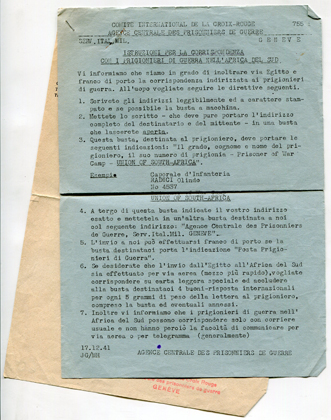 COMITE INTERNATIONAL DE LA CROIX-ROUGE 755
AGENCE CENTRALE DES PRISONNIERS DE GUERRE
SERV.ITAL.MIL. GENEVE
ISTRUZIONI PER LA CORRISPONDENZA
CON I PRIGIONIERI DI GUERRA NELL'AFRICA DEL SUD.
Vi informiamo che siamo in grado di inoltrare via Egitto e
franco di porto la corrispondenza indirizzata ai prigionieri
di guerra. All'uopo vogliate seguire le direttive seguenti.
1. Scrivete gli indirizzi leggibilmente ed a carattere stam-
pato e se possibile la busta a macchina.
2. Mettete lo scritto - che deve pure portare l'indirizzo
completo del destinatario e del mittente - in una busta
che lascerete aperta.
3. Questa busta, destinata al prigioniero, deve portare le
seguenti indicazioni: "Il grado, cognome e nome del pri-
gioniero, il suo numero di prigionia - Prisoner of War
Camp - UNION OF SOUTH-AFRICA".
Esempio: Caporale d'Infanteria
RADUCI Olindo
No 4537
UNION OF SOUTH-AFRICA
4. A tergo di questa busta indicate il vostro indirizzo
esatto e mettetela in un'altra busta destinata a noi
col seguente indirizzo: "Agence Centrale des Prisonniers
de Guerre, Serv.Ital.Mil. GENEVE".
5. L'invio a noi può effettuarsi franco di porto se la
busta destinataci porta l'indicazione "Posta Prigio-
nieri di Guerra".
6. Se desiderate che l'invio dall'Egitto all'Africa del Sud
sia effettuato per via aerea (mezzo più rapido), vogliate
corrispondere su carta leggera speciale ed accludere
alla busta destinataci 2 buoni-risposta internazionali
per ogni 5 grammi di peso della lettera al prigioniero,
compreso la busta ed eventuali annessi.
7. Inoltre vi informiamo che i prigionieri di guerra nell'
Africa del Sud possono corrispondere solo con corriere
usuale e non hanno perciò la facoltà di comunicare per
via aerea o per telegramma (generalmente)
17.12.41
JG/MH AGENCE CENTRALE DES PRISONNIERS DE GUERRE
GENÈVE